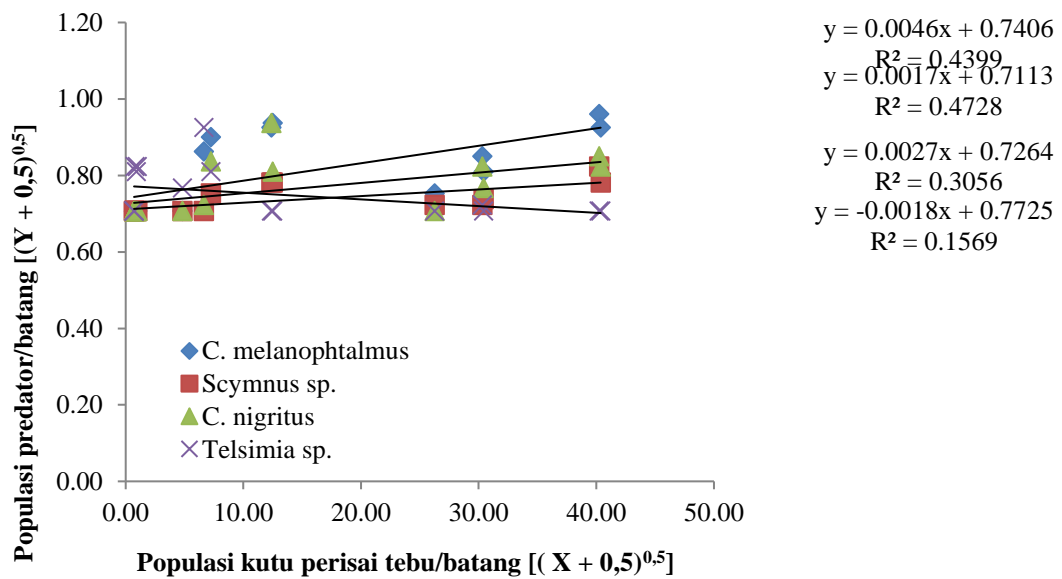 1.20
1.00
0.80
0.60
0.40
0.20
0.00
0.00 10.00 20.00 30.00 40.00 50.00
Populasi predator/batang [(Y + 0,5)^0,5]
Populasi kutu perisai tebu/batang [( X + 0,5)^0,5]
C. melanophtalmus
Scymnus sp.
C. nigritus
Telsimia sp.
y = 0.0046x + 0.7406
R² = 0.4399
y = 0.0017x + 0.7113
R² = 0.4728
y = 0.0027x + 0.7264
R² = 0.3056
y = -0.0018x + 0.7725
R² = 0.1569